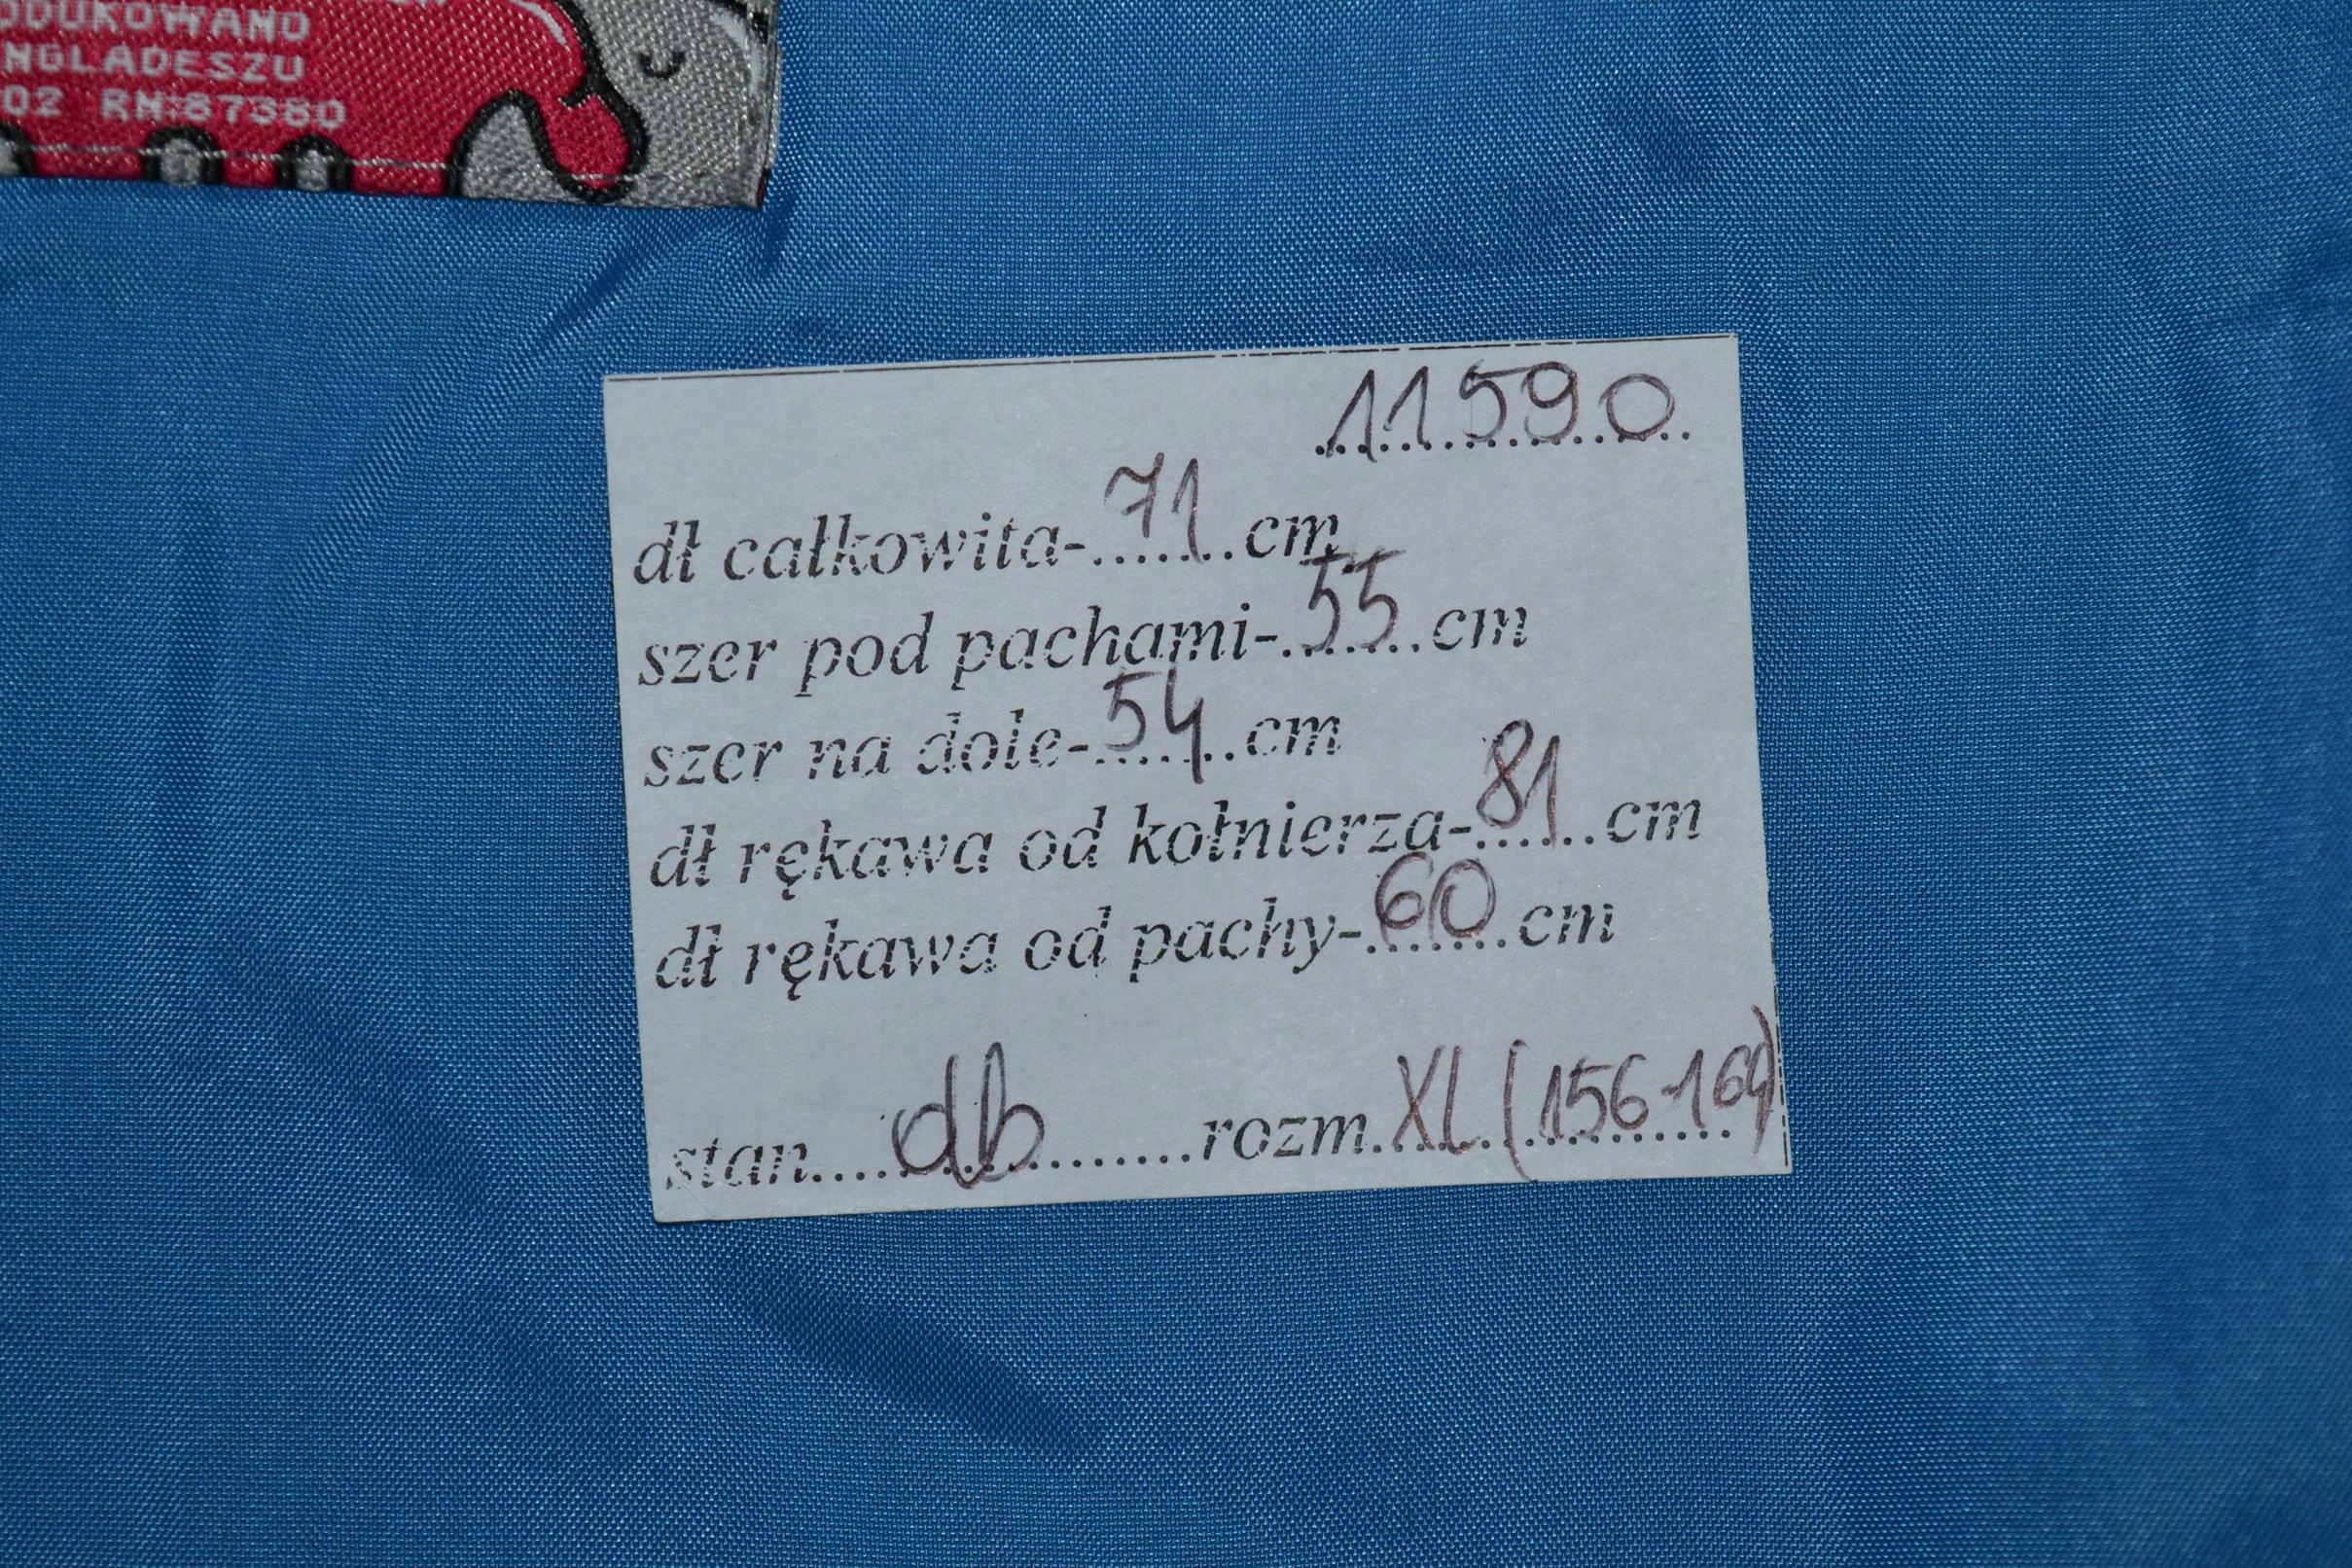 ODUKOWANO
NGLADESZU
02 RN:87380
11590
dł całkowita-71cm
szer pod pachami-55cm
szer na dole-54cm
dł rękawa od kołnierza-81cm
dł rękawa od pachy-60cm
stan....db....rozm.XL (156-164)